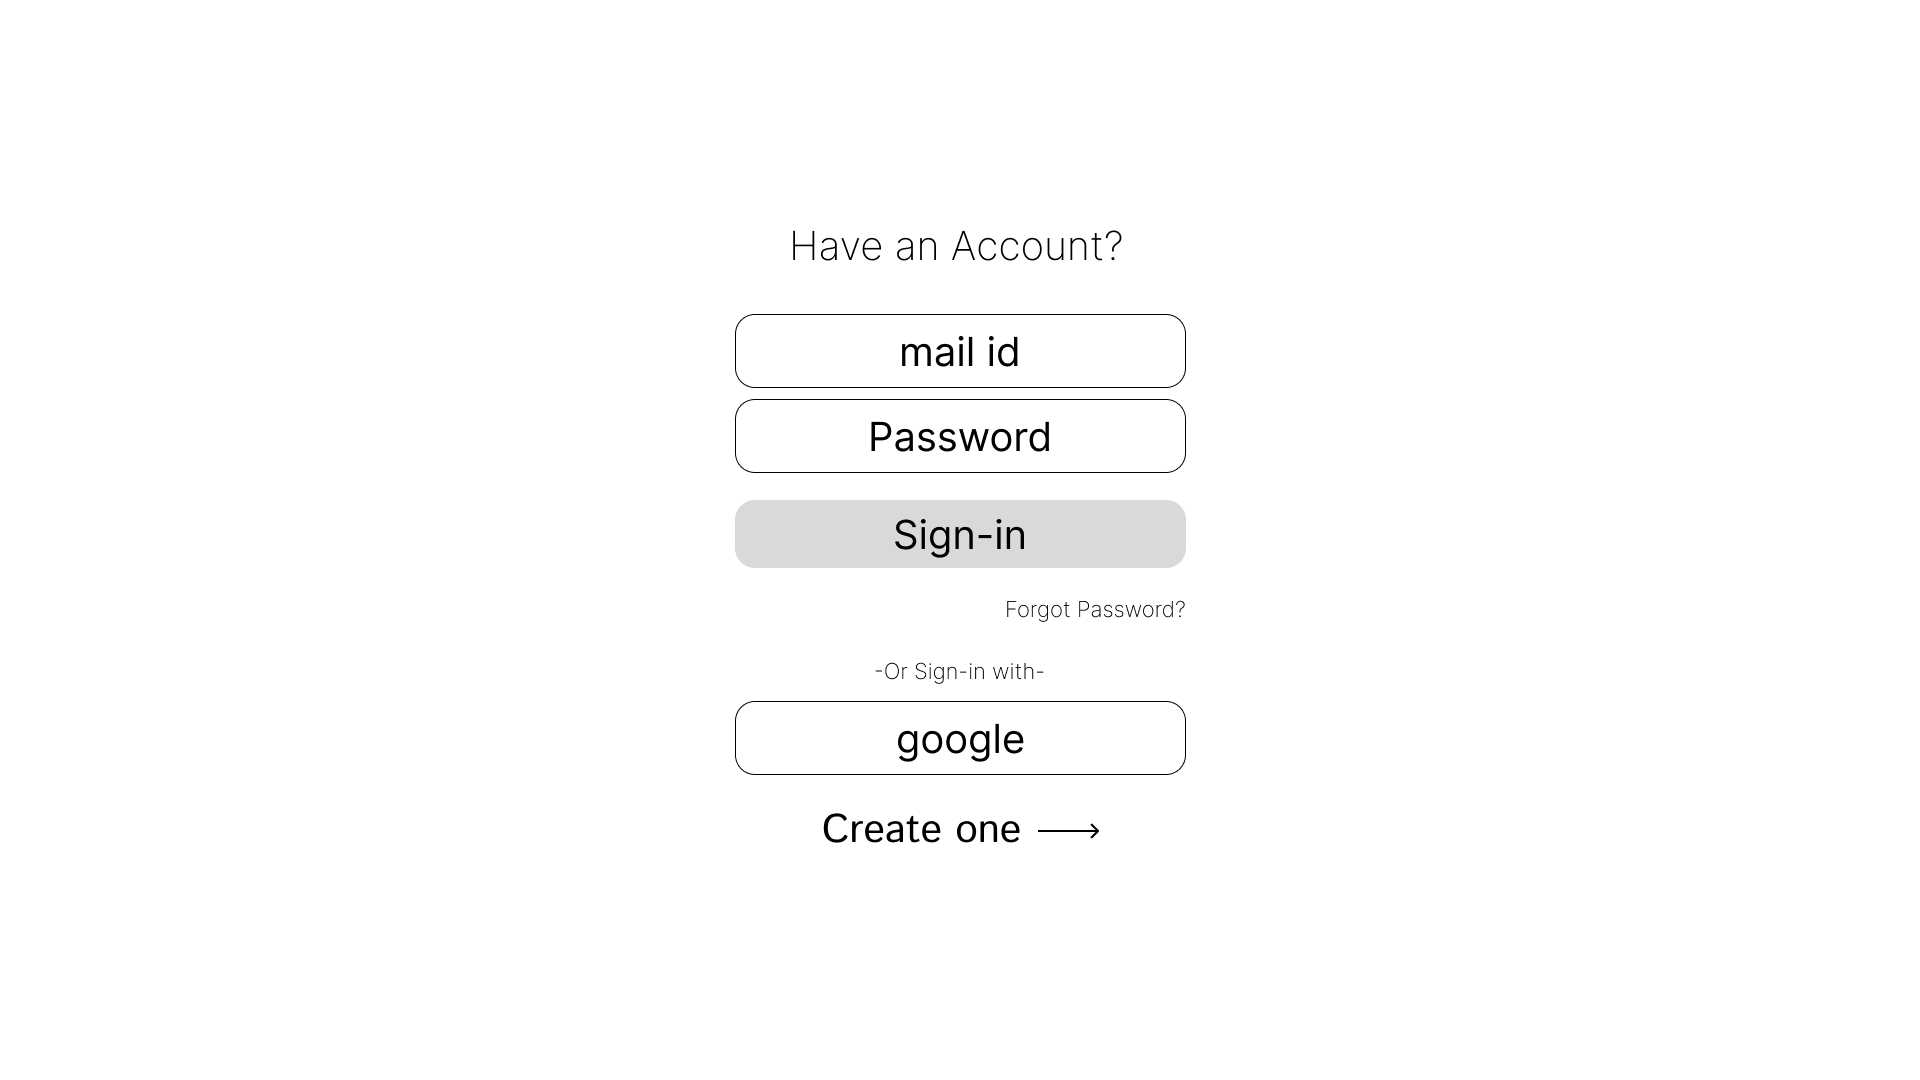 Have an Account?
mail id
Password
Sign-in
Forgot Password?
-Or Sign-in with-
google
Create one